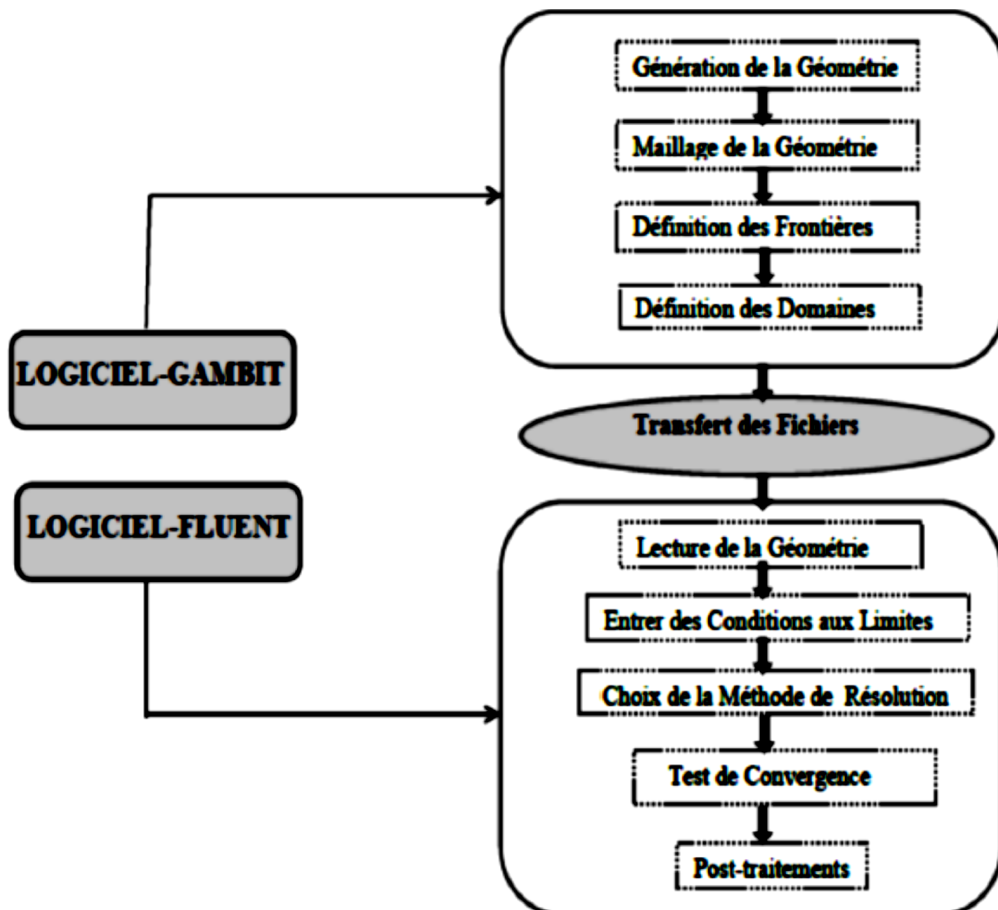 Génération de la Géométrie
Maillage de la Géométrie
Définition des Frontières
Définition des Domaines
LOGICIEL-GAMBIT
Transfert des Fichiers
LOGICIEL-FLUENT
Lecture de la Géométrie
Entrer des Conditions aux Limites
Choix de la Méthode de Résolution
Test de Convergence
Post-traitements